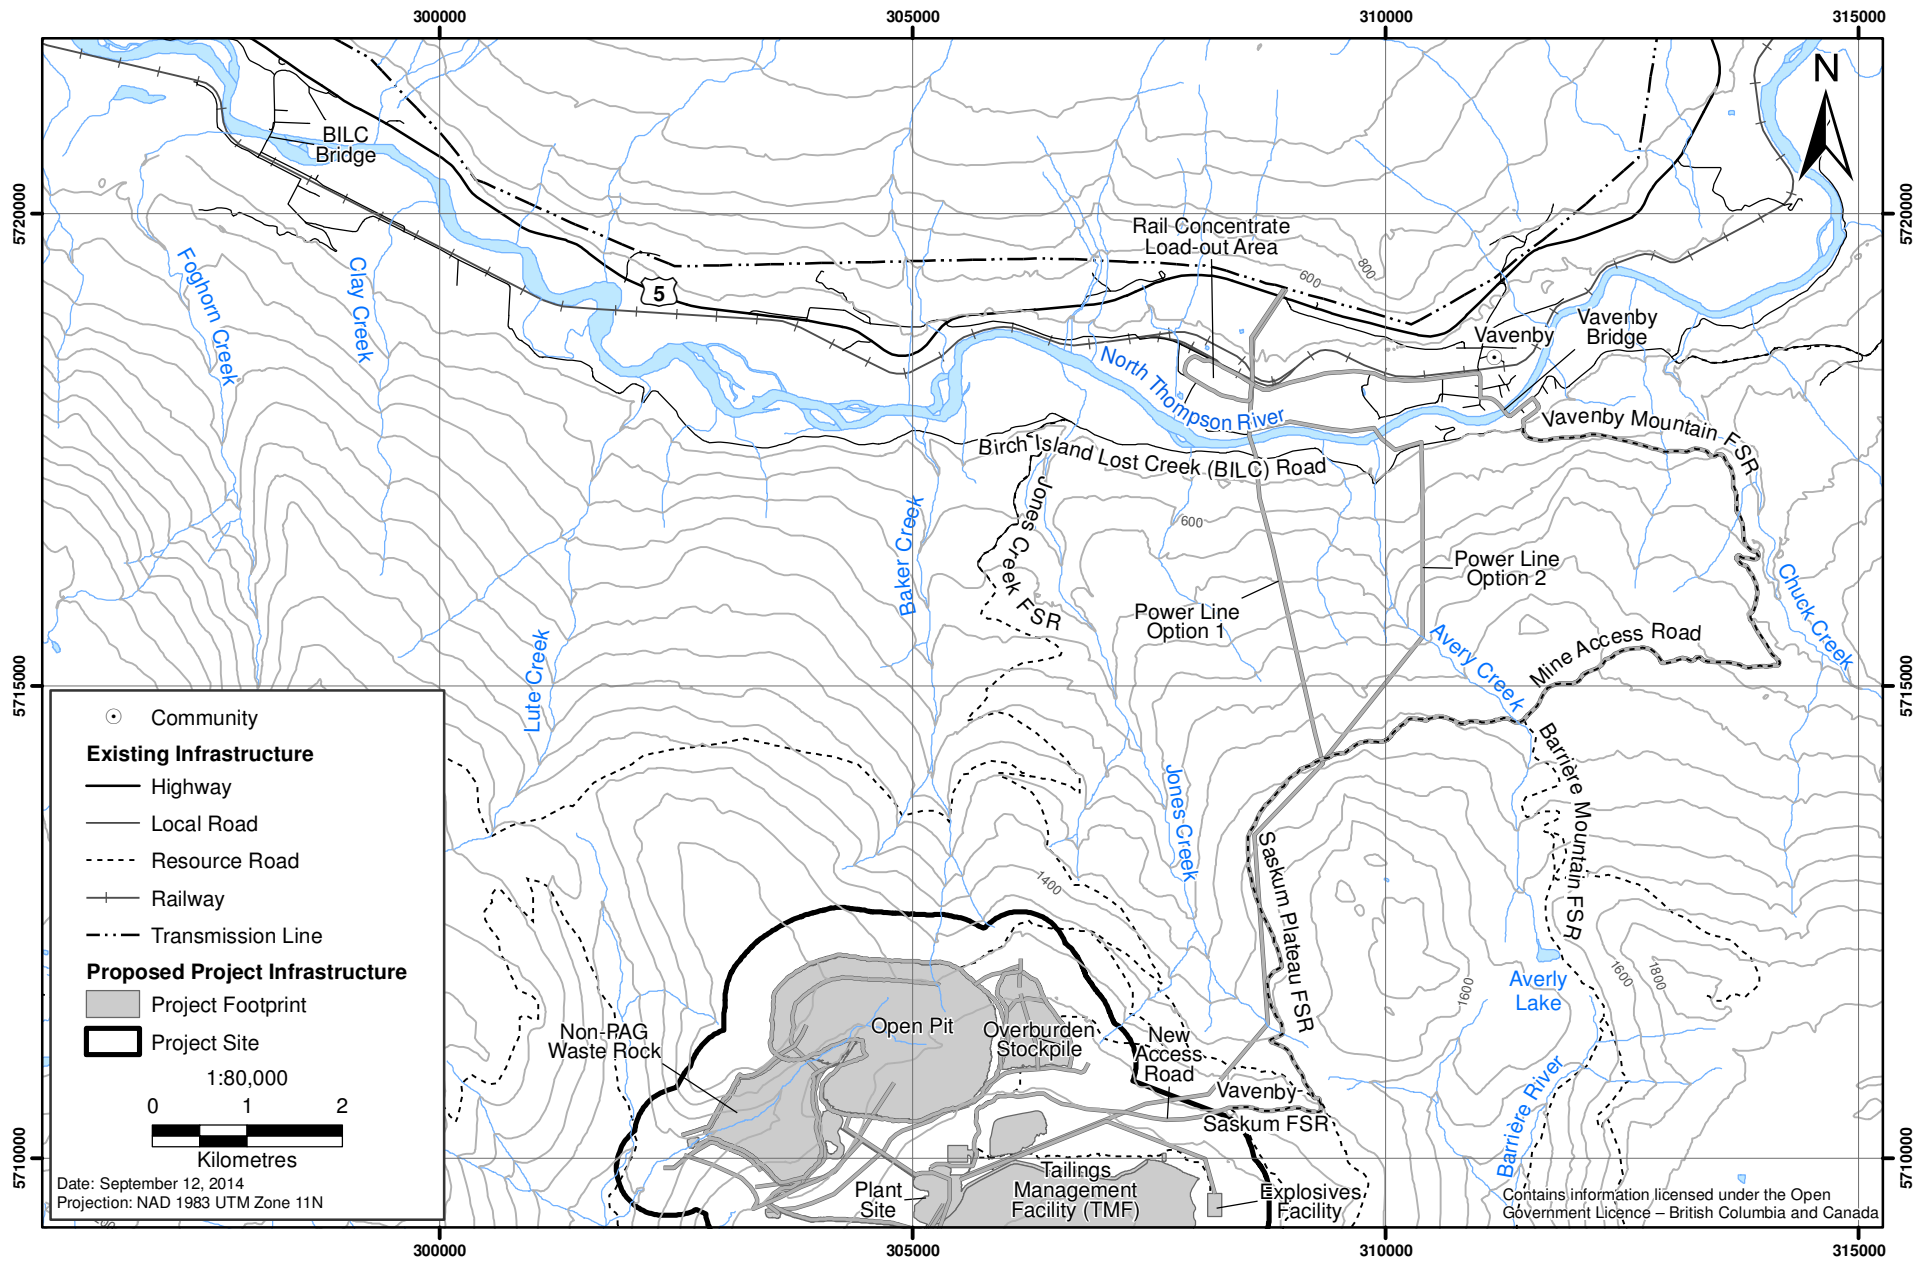 300000
305000
310000
315000
N
BILC
Bridge
5720000
5720000
Rail Concentrate
Load-out Area
Foghorn Creek
Clay Creek
5
600
800
Vavenby
Vavenby
Bridge
North Thompson River
Vavenby Mountain FSR
Birch Island Lost Creek (BILC) Road
Jones Creek FSR
600
Baker Creek
Power Line
Option 2
Power Line
Option 1
Chuck Creek
Avery Creek
Mine Access Road
Lute Creek
5715000
5715000
Community
Existing Infrastructure
Highway
Local Road
Resource Road
Railway
Transmission Line
Proposed Project Infrastructure
Project Footprint
Project Site
1:80,000
0 1 2
Kilometres
Date: September 12, 2014
Projection: NAD 1983 UTM Zone 11N
Barrière Mountain FSR
Jones Creek
Saskum Plateau FSR
1400
1600
1600
1800
Averly
Lake
Non-PAG
Waste Rock
Open Pit
Overburden
Stockpile
New
Access
Road
Vavenby-
Saskum FSR
Barrière River
5710000
5710000
Plant
Site
Tailings
Management
Facility (TMF)
Explosives
Facility
Contains information licensed under the Open
Government Licence – British Columbia and Canada
300000
305000
310000
315000